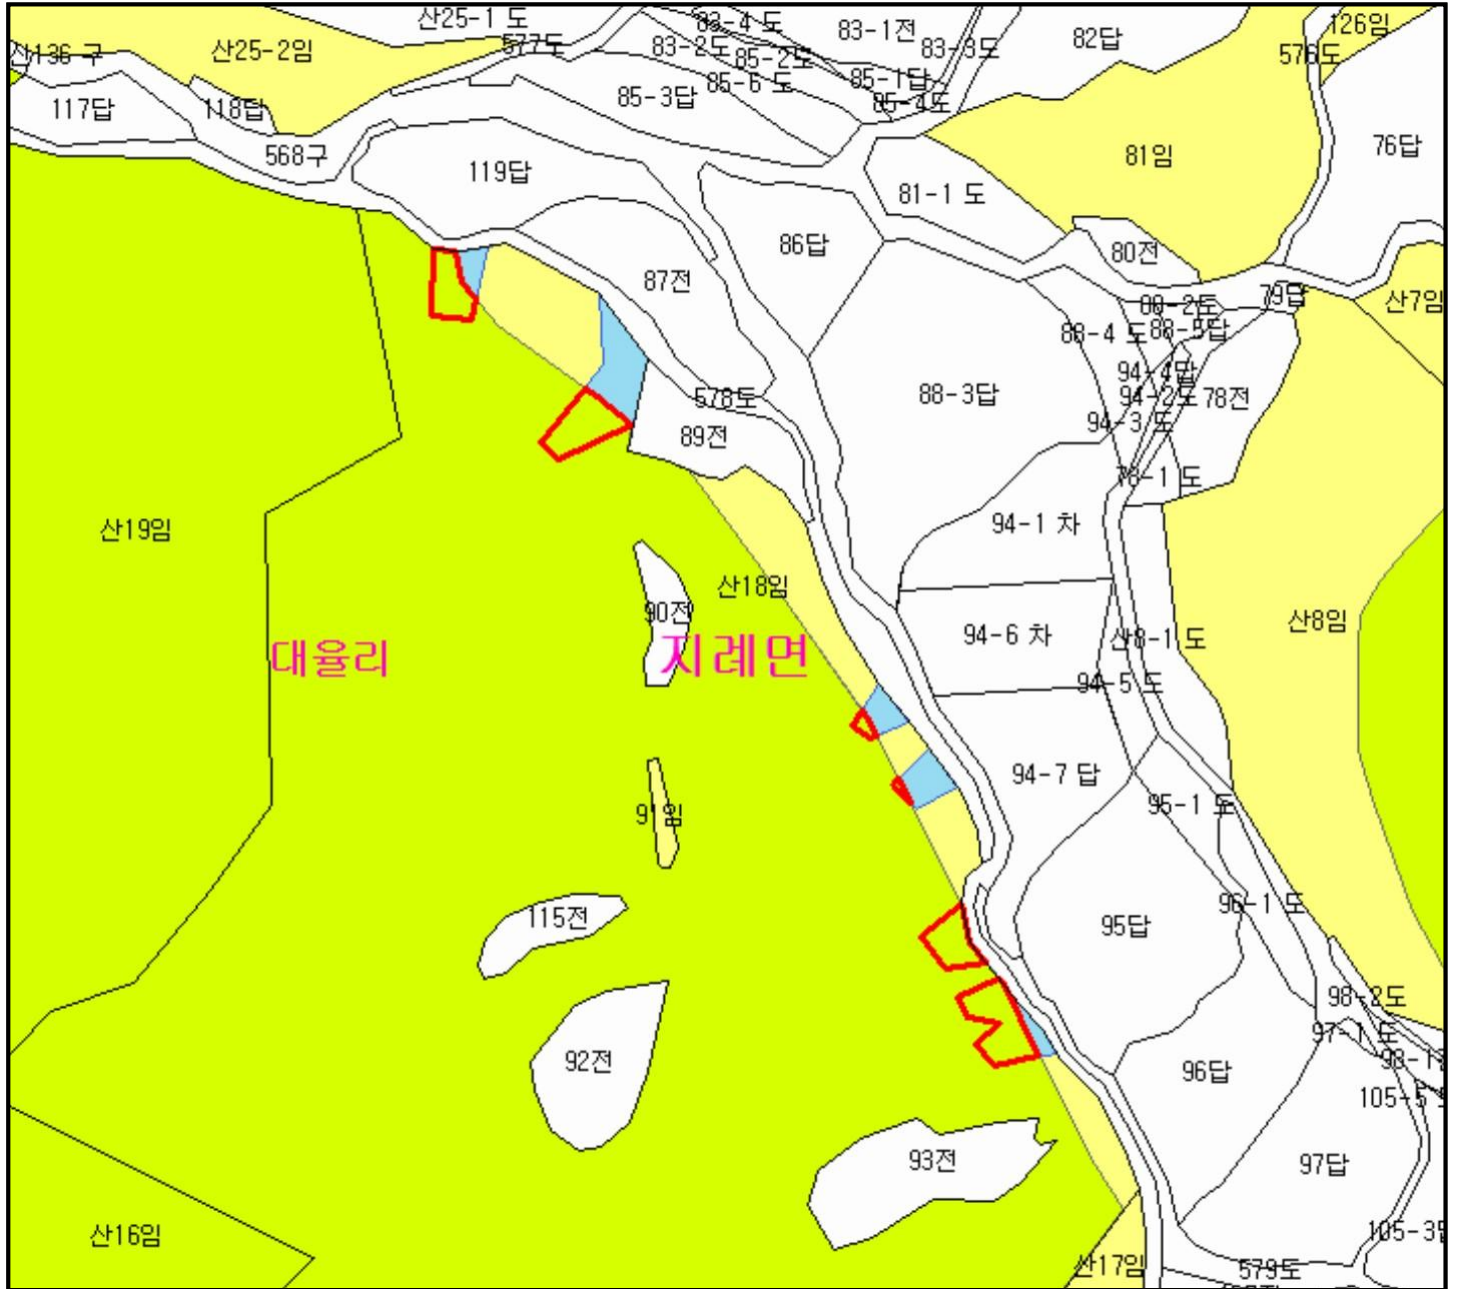 산25-1 도
83-4 도
83-1전
126임
산136 구
산25-2임
577도
83-2도
85-2도
83-3도
82답
576도
85-6 도
85-1답
117답
118답
85-3답
85-4도
568구
119답
81임
76답
81-1 도
86답
80전
87전
79답
산7임
88-2도
88-4 도
88-5답
94-4답
578도
88-3답
94-2도
78전
89전
94-3 도
78-1 도
산19임
94-1 차
산18임
90전
산8임
94-6 차
산8-1 도
대율리
지례면
94-5 도
94-7 답
91임
95-1 도
115전
96-1 도
95답
98-2도
97-1 도
92전
96답
93전
97답
산16임
산17임
579도